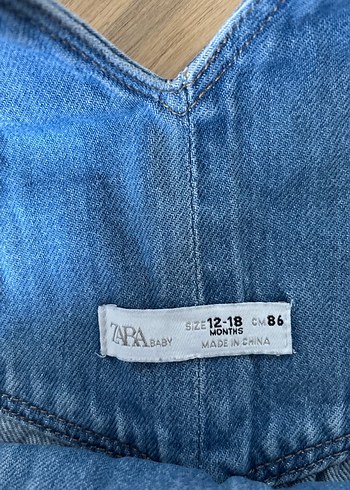 ZARA BABY
SIZE 12-18 MONTHS CM 86
MADE IN CHINA